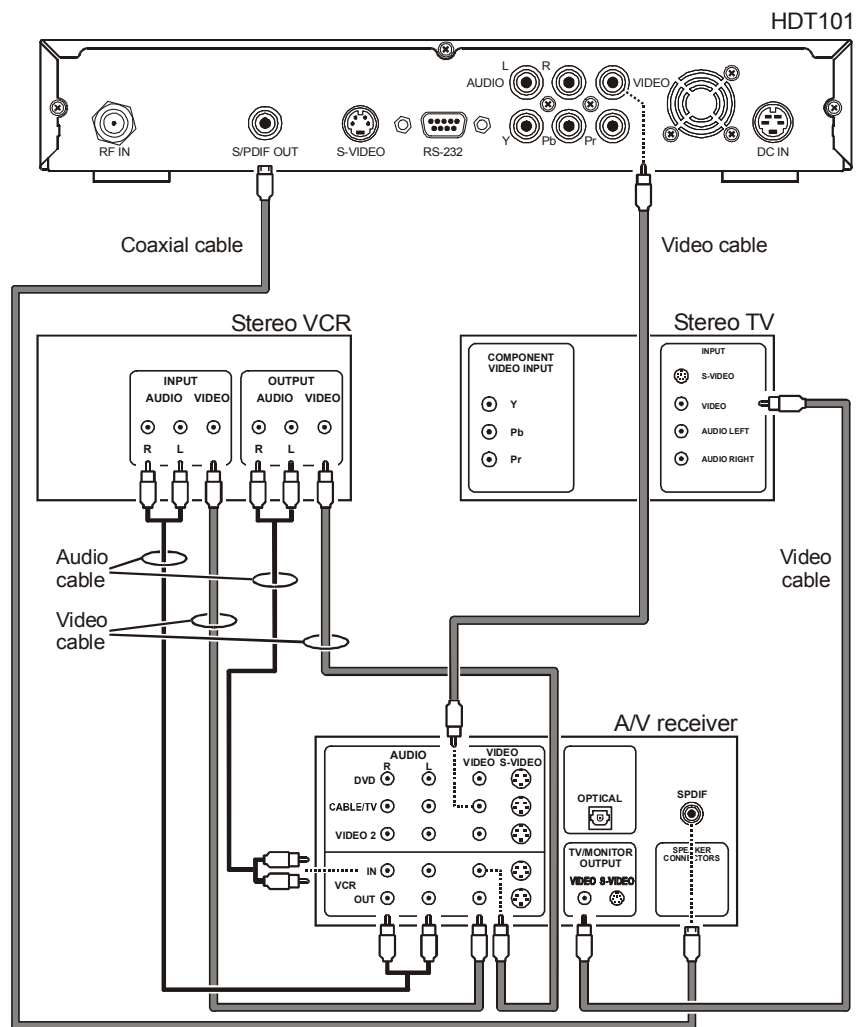 HDT101
L R
AUDIO VIDEO
RF IN
S/PDIF OUT
S-VIDEO
RS-232
Y Pb Pr
DC IN
Coaxial cable
Video cable
Stereo VCR
INPUT
AUDIO VIDEO
R L
OUTPUT
AUDIO VIDEO
R L
Stereo TV
COMPONENT
VIDEO INPUT
Y
Pb
Pr
INPUT
S-VIDEO
VIDEO
AUDIO LEFT
AUDIO RIGHT
Audio
cable
Video
cable
Video
cable
A/V receiver
AUDIO
R L
VIDEO
VIDEO S-VIDEO
DVD
CABLE/TV
VIDEO 2
IN
VCR
OUT
OPTICAL
SPDIF
TV/MONITOR
OUTPUT
VIDEO S-VIDEO
SPEAKER
CONNECTORS